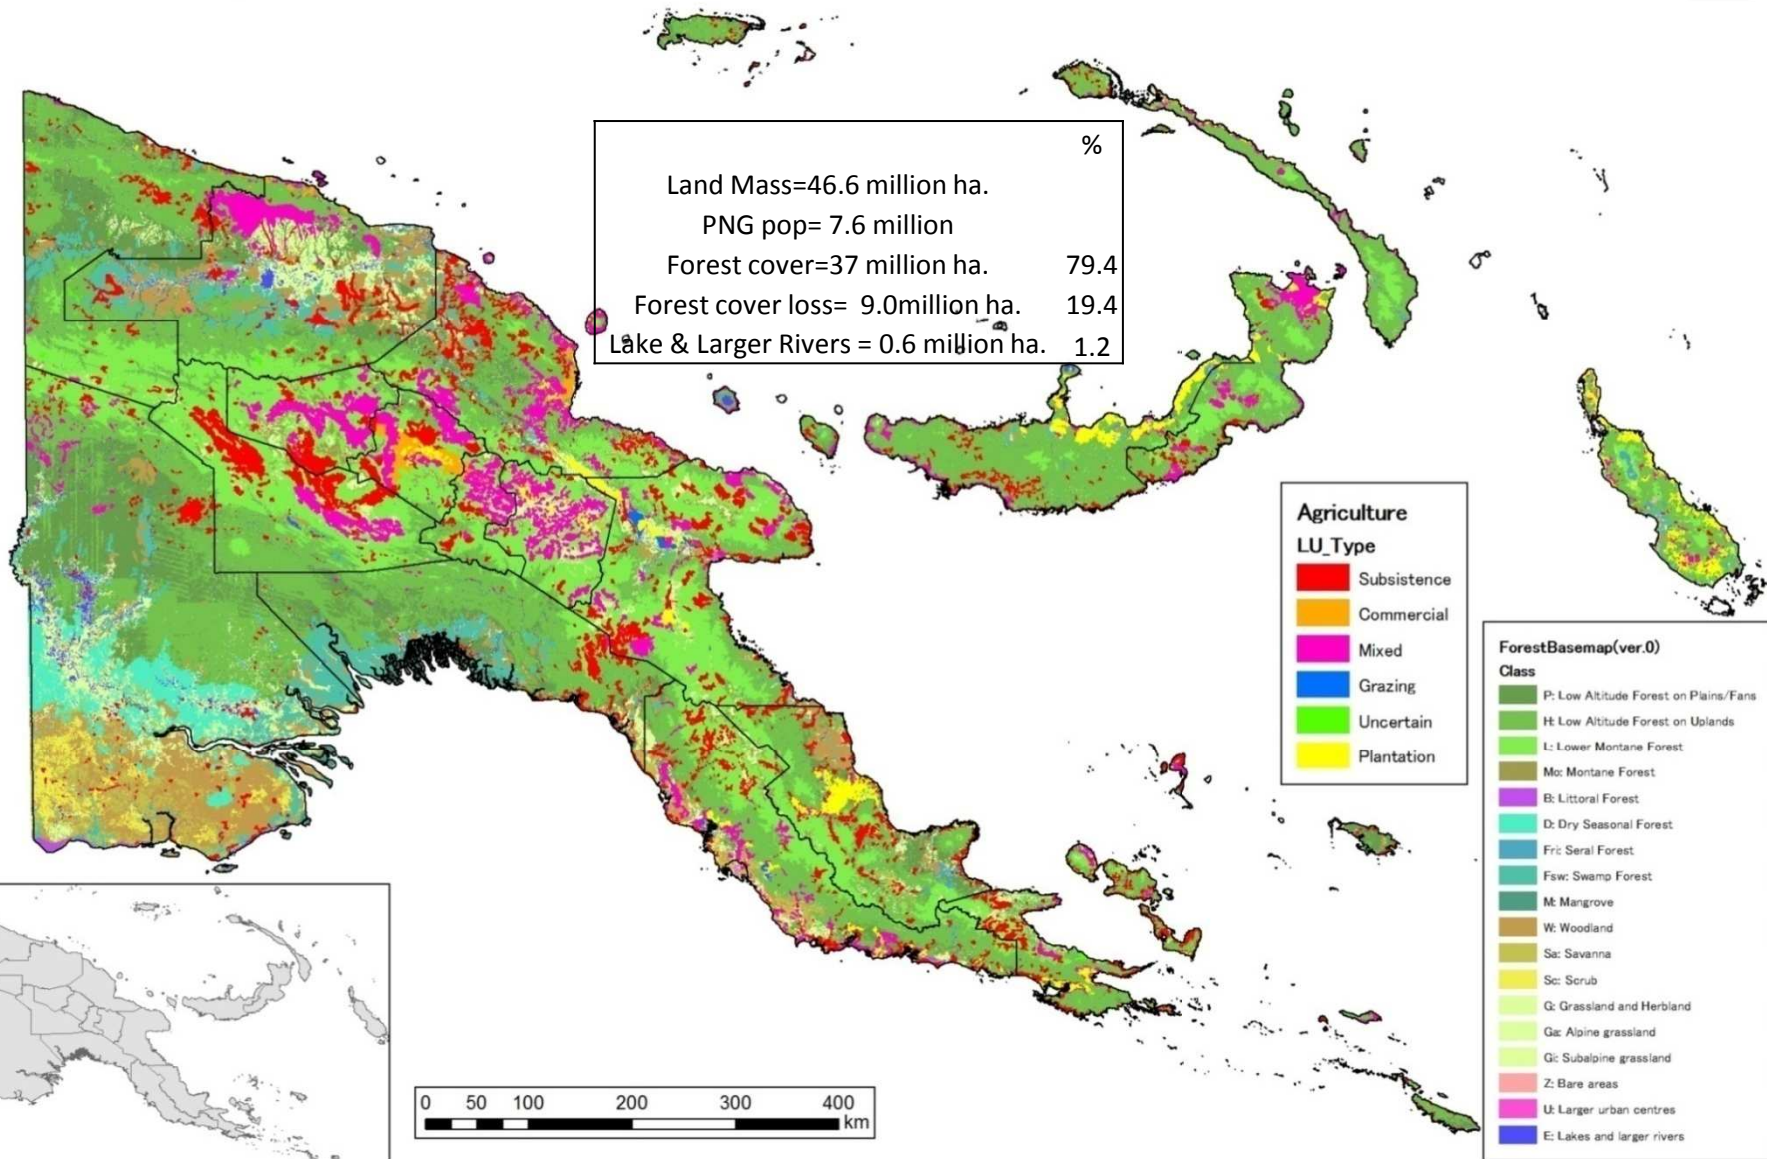 %
Land Mass=46.6 million ha.
PNG pop= 7.6 million
Forest cover=37 million ha. 79.4
Forest cover loss= 9.0million ha. 19.4
Lake & Larger Rivers = 0.6 million ha. 1.2
Agriculture
LU_Type
Subsistence
Commercial
Mixed
Grazing
Uncertain
Plantation
ForestBasemap(ver.0)
Class
P: Low Altitude Forest on Plains/Fans
H: Low Altitude Forest on Uplands
L: Lower Montane Forest
Mo: Montane Forest
B: Littoral Forest
D: Dry Seasonal Forest
Fri: Seral Forest
Fsw: Swamp Forest
M: Mangrove
W: Woodland
Sa: Savanna
Sc: Scrub
G: Grassland and Herbland
Ga: Alpine grassland
Gi: Subalpine grassland
Z: Bare areas
U: Larger urban centres
E: Lakes and larger rivers
0 50 100 200 300 400
km